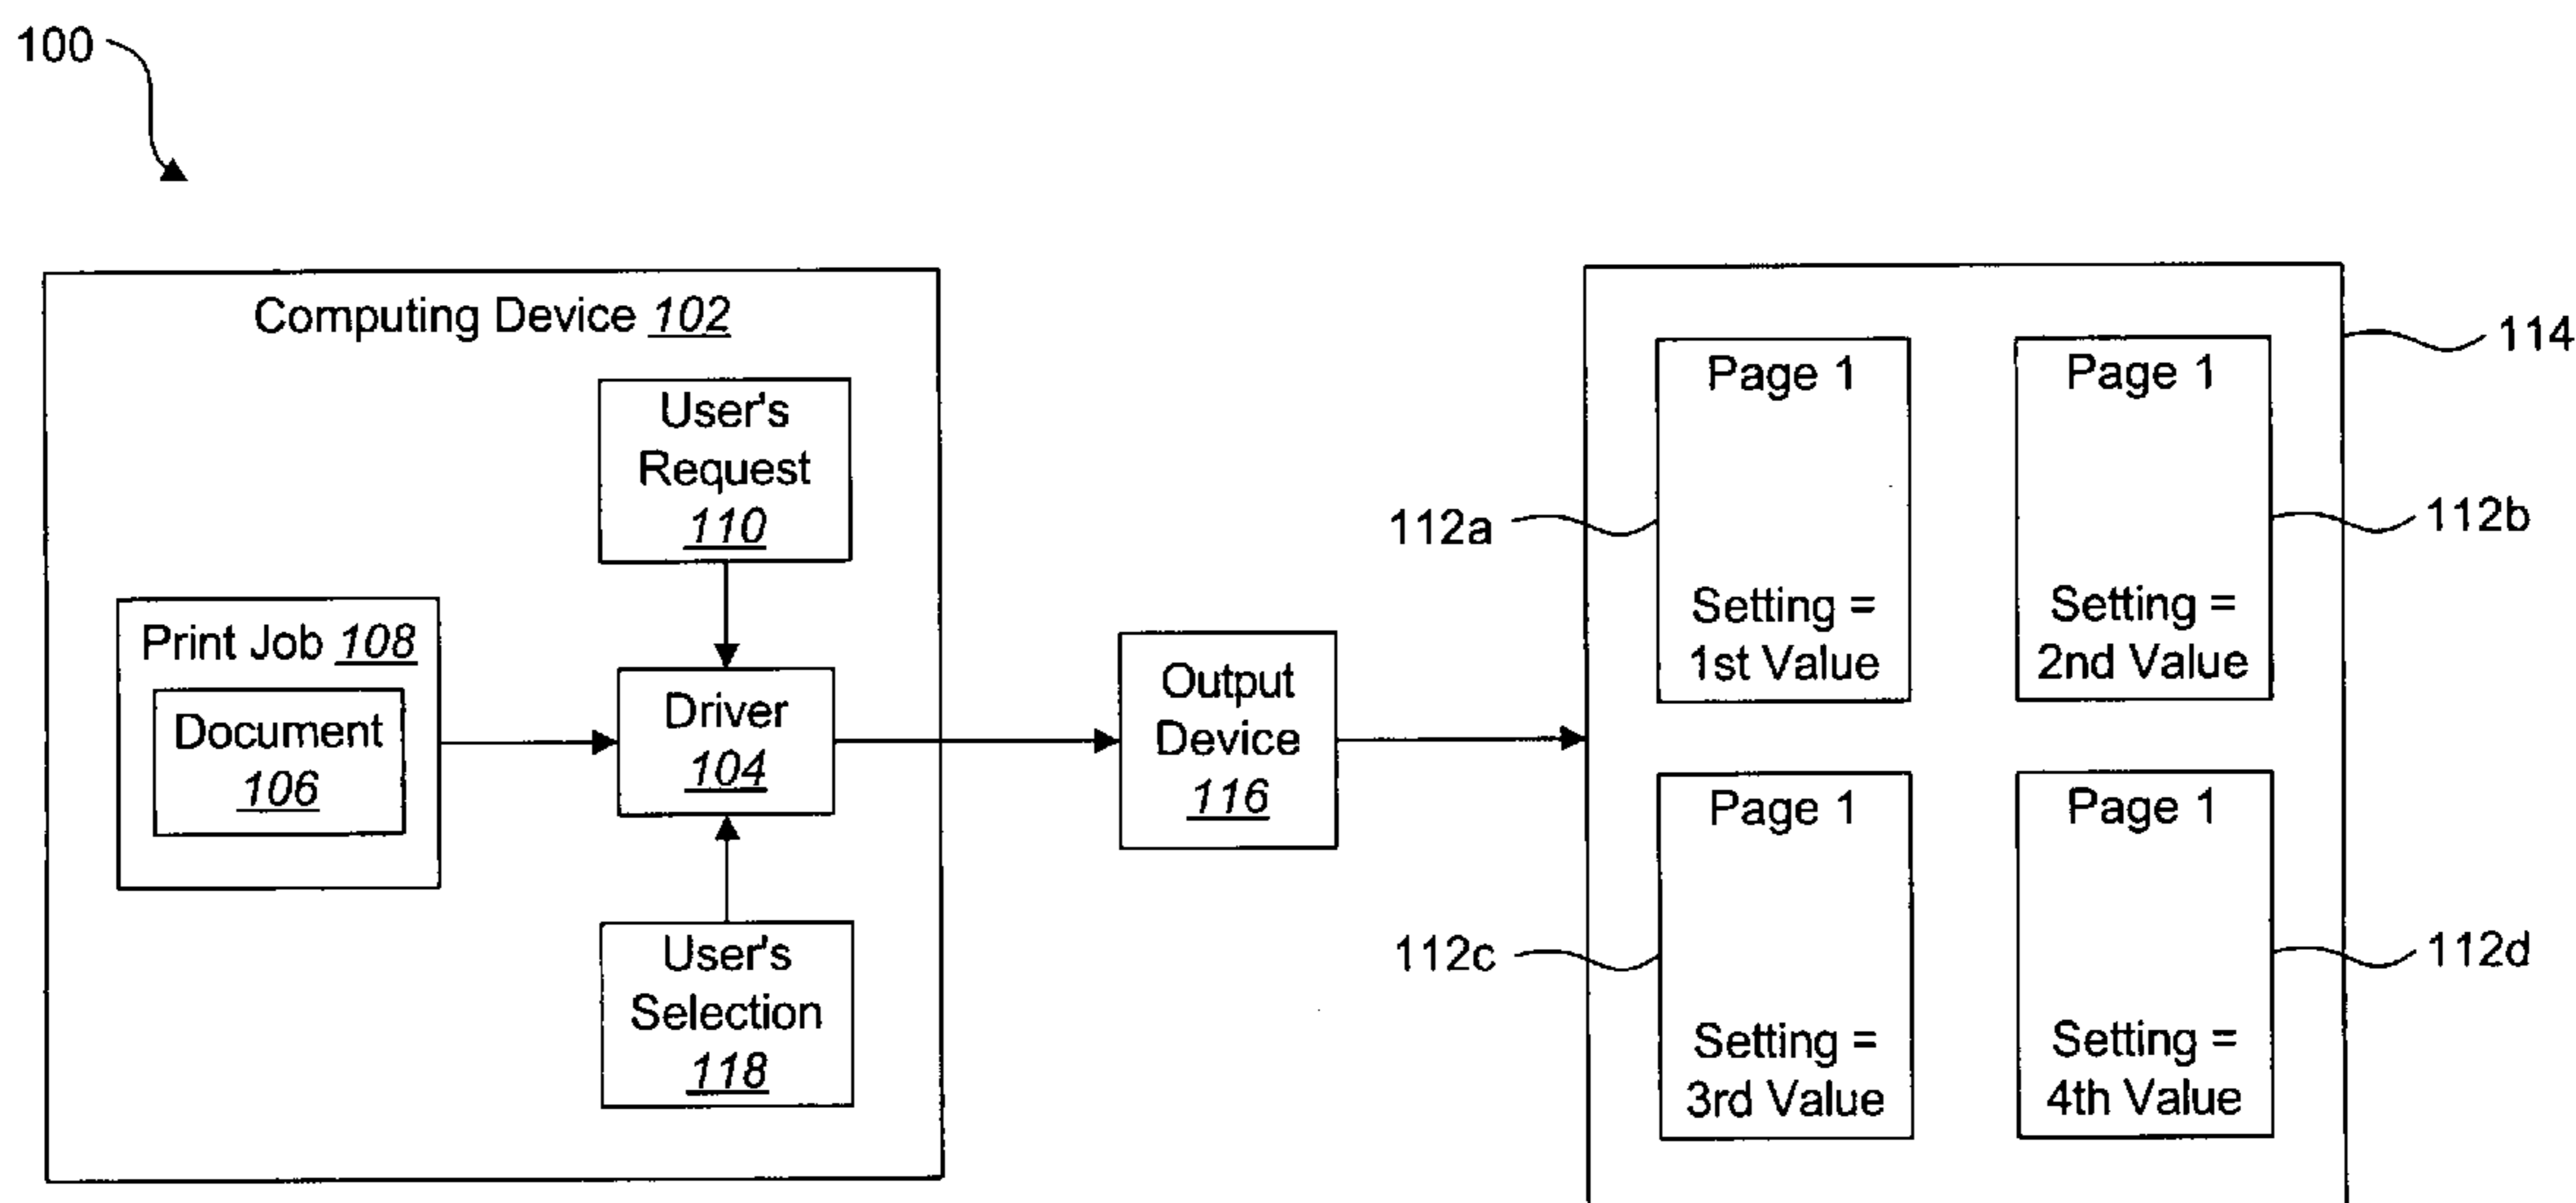 100
Computing Device 102
User's
Request
110
Print Job 108
Document
106
Driver
104
User's
Selection
118
Output
Device
116
114
Page 1
Setting =
1st Value
112a
Page 1
Setting =
2nd Value
112b
Page 1
Setting =
3rd Value
112c
Page 1
Setting =
4th Value
112d